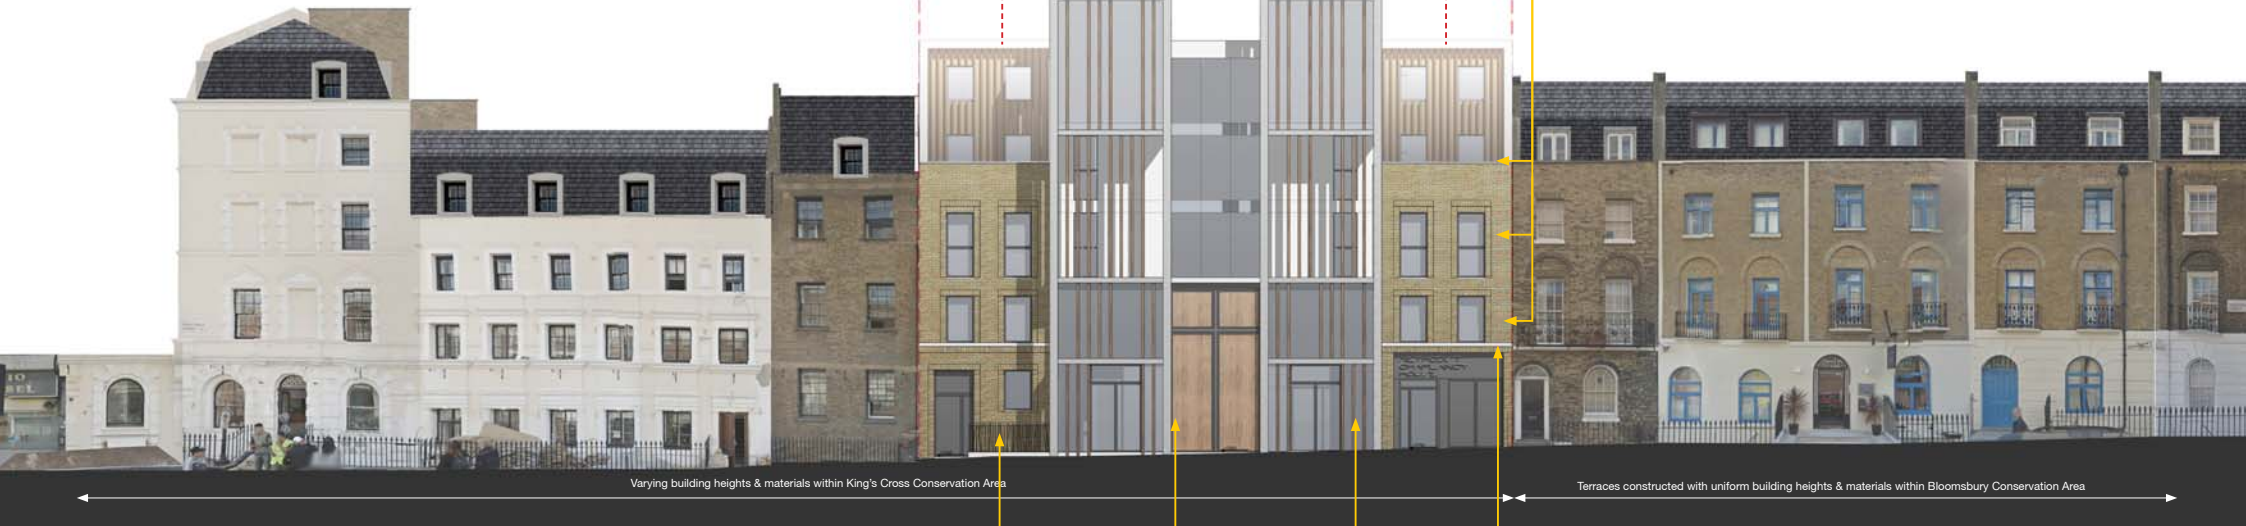 Varying building heights & materials within King's Cross Conservation Area
Terraces constructed with uniform building heights & materials within Bloomsbury Conservation Area